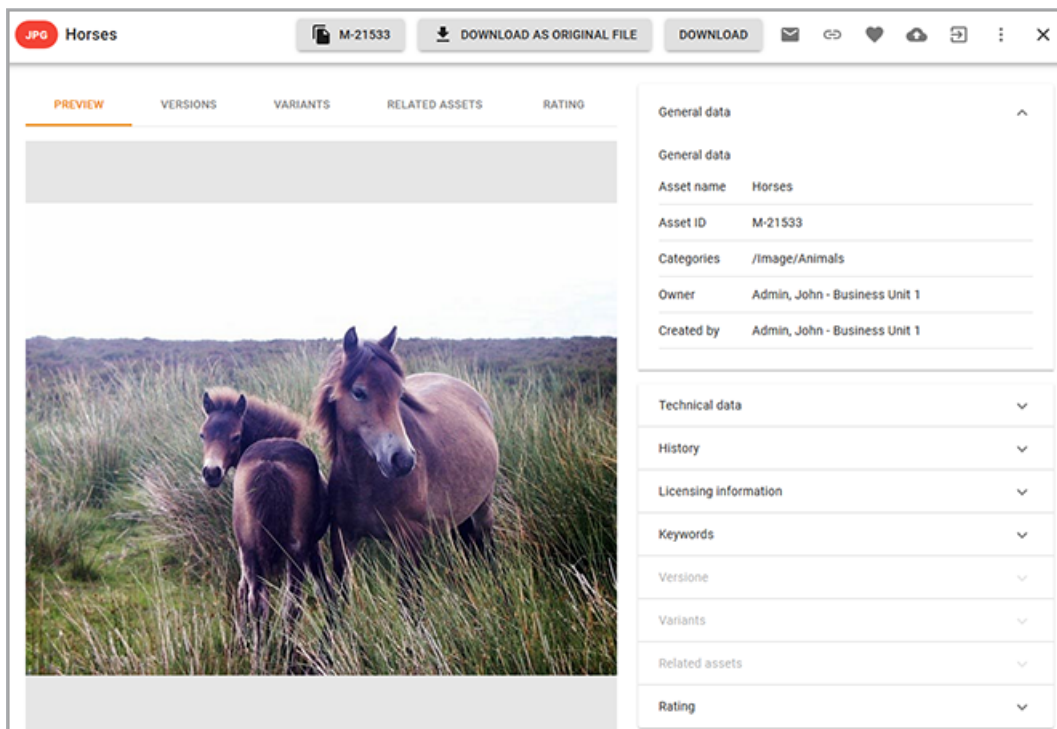 JPG Horses M-21533 DOWNLOAD AS ORIGINAL FILE DOWNLOAD
PREVIEW VERSIONS VARIANTS RELATED ASSETS RATING
General data
General data
Asset name Horses
Asset ID M-21533
Categories /Image/Animals
Owner Admin, John - Business Unit 1
Created by Admin, John - Business Unit 1
Technical data
History
Licensing information
Keywords
Versione
Variants
Related assets
Rating